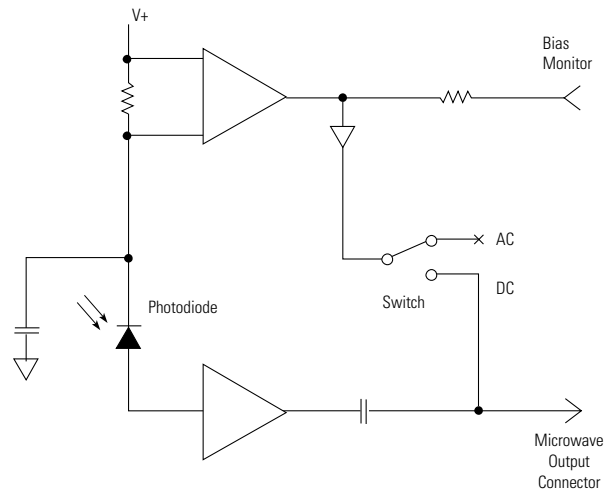 V+
Bias
Monitor
AC
DC
Switch
Photodiode
Microwave
Output
Connector